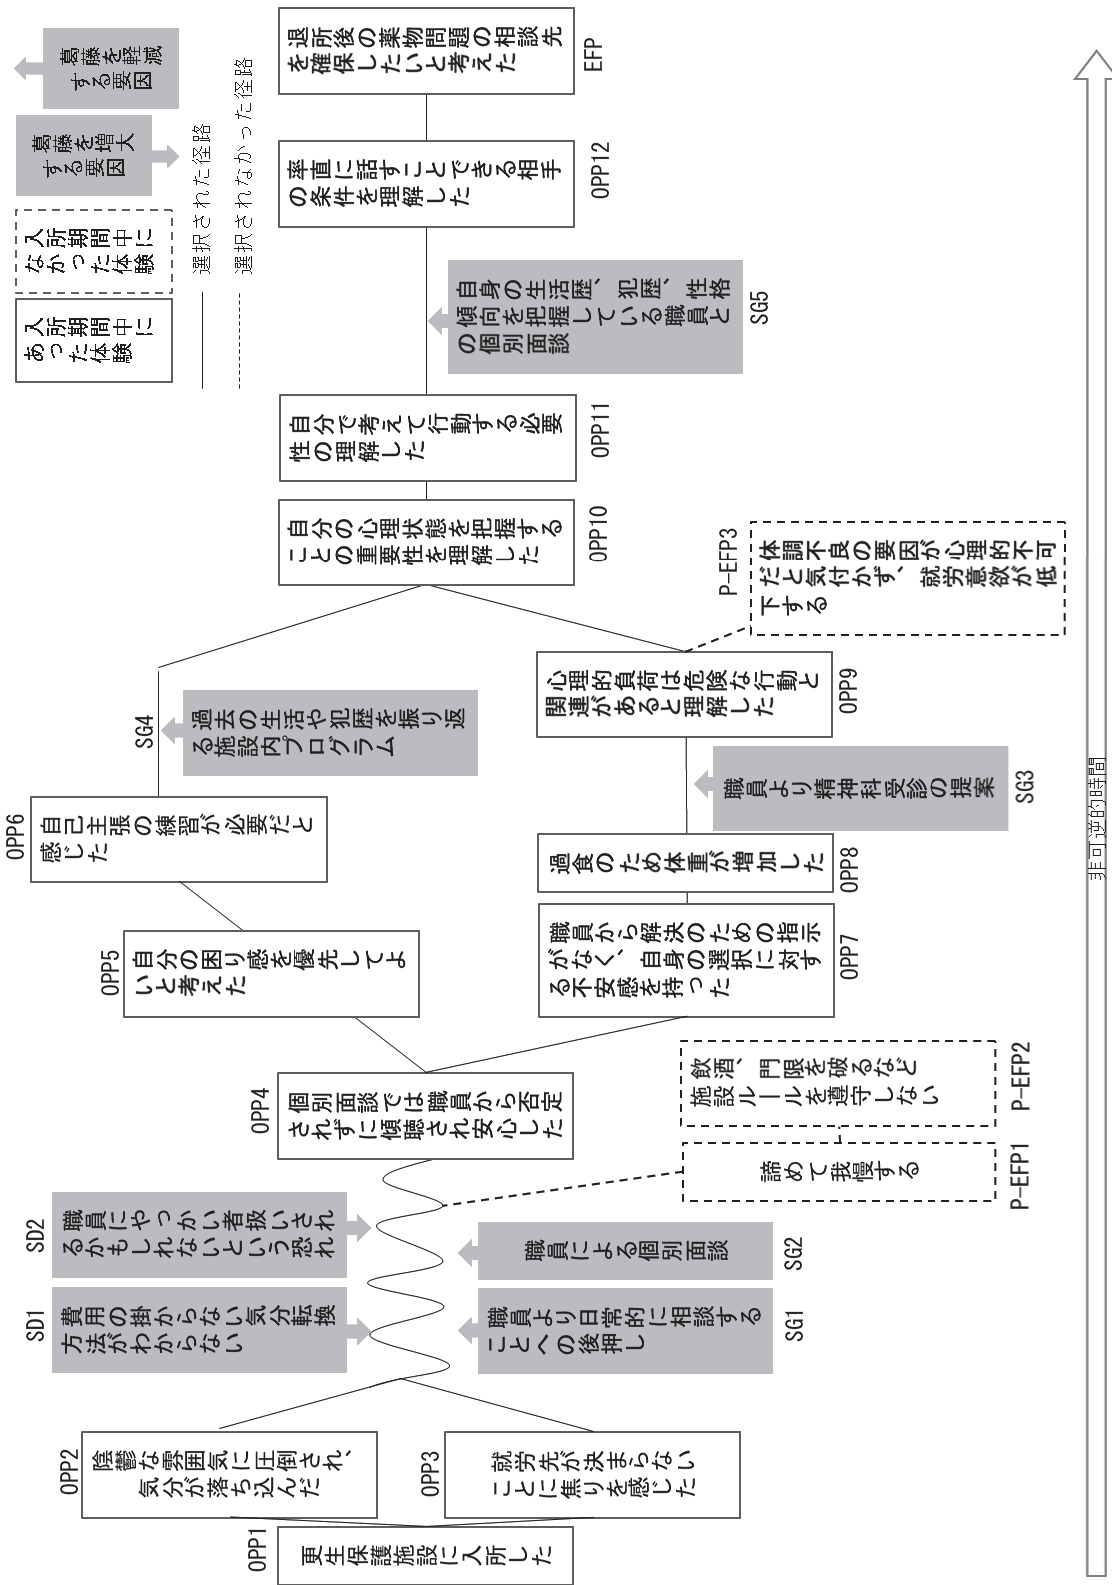 OPP1
更生保護施設に入所した
OPP2
陰鬱な雰囲気に圧倒され、
気分が落ち込んだ
OPP3
就労先が決まらない
ことに焦りを感じた
SD1
費用の掛からない気分転換
方法がわからない
SD2
職員にやっかい者扱いされ
るかもしれないという恐れ
職員より日常的に相談する
ことへの後押し
SG1
職員による個別面談
SG2
OPP4
個別面談では職員から否定
されずに傾聴され安心した
諦めて我慢する
P-EFP1
飲酒、門限を破るなど
施設ルールを遵守しない
P-EFP2
OPP5
自分の困り感を優先してよ
いと考えた
OPP6
自己主張の練習が必要だと
感じた
職員から解決のための指示
がなく、自身の選択に対す
る不安感を持った
OPP7
過食のため体重が増加した
OPP8
SG4
過去の生活や犯歴を振り返
る施設内プログラム
職員より精神科受診の提案
SG3
心理的負荷は危険な行動と
関連があると理解した
OPP9
P-EFP3
体調不良の要因が心理的不可
だと気付かず、就労意欲が低
下する
自分の心理状態を把握する
ことの重要性を理解した
OPP10
自分で考えて行動する必要
性の理解した
OPP11
自身の生活歴、犯歴、性格
傾向を把握している職員と
の個別面談
SG5
率直に話すことできる相手
の条件を理解した
OPP12
退所後の薬物問題の相談先
を確保したいと考えた
EFP
入所期間中に
あった体験
入所期間中に
なかった体験
葛藤を増大
する要因
葛藤を軽減
する要因
選択された径路
選択されなかった径路
非可逆的時間